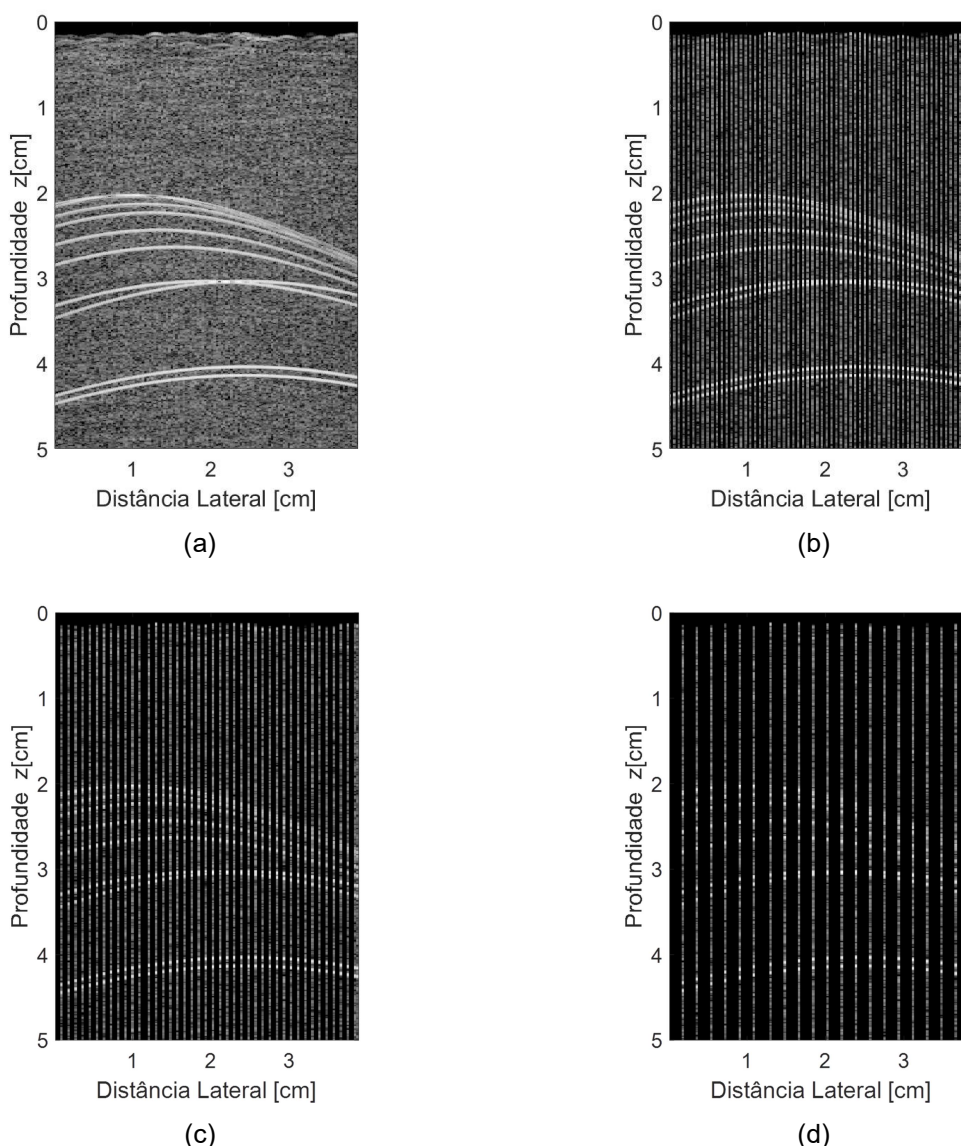 0
1
2
3
4
5
Profundidade z[cm]
1 2 3
Distância Lateral [cm]
(a)
0
1
2
3
4
5
Profundidade z[cm]
1 2 3
Distância Lateral [cm]
(b)
0
1
2
3
4
5
Profundidade z[cm]
1 2 3
Distância Lateral [cm]
(c)
0
1
2
3
4
5
Profundidade z[cm]
1 2 3
Distância Lateral [cm]
(d)